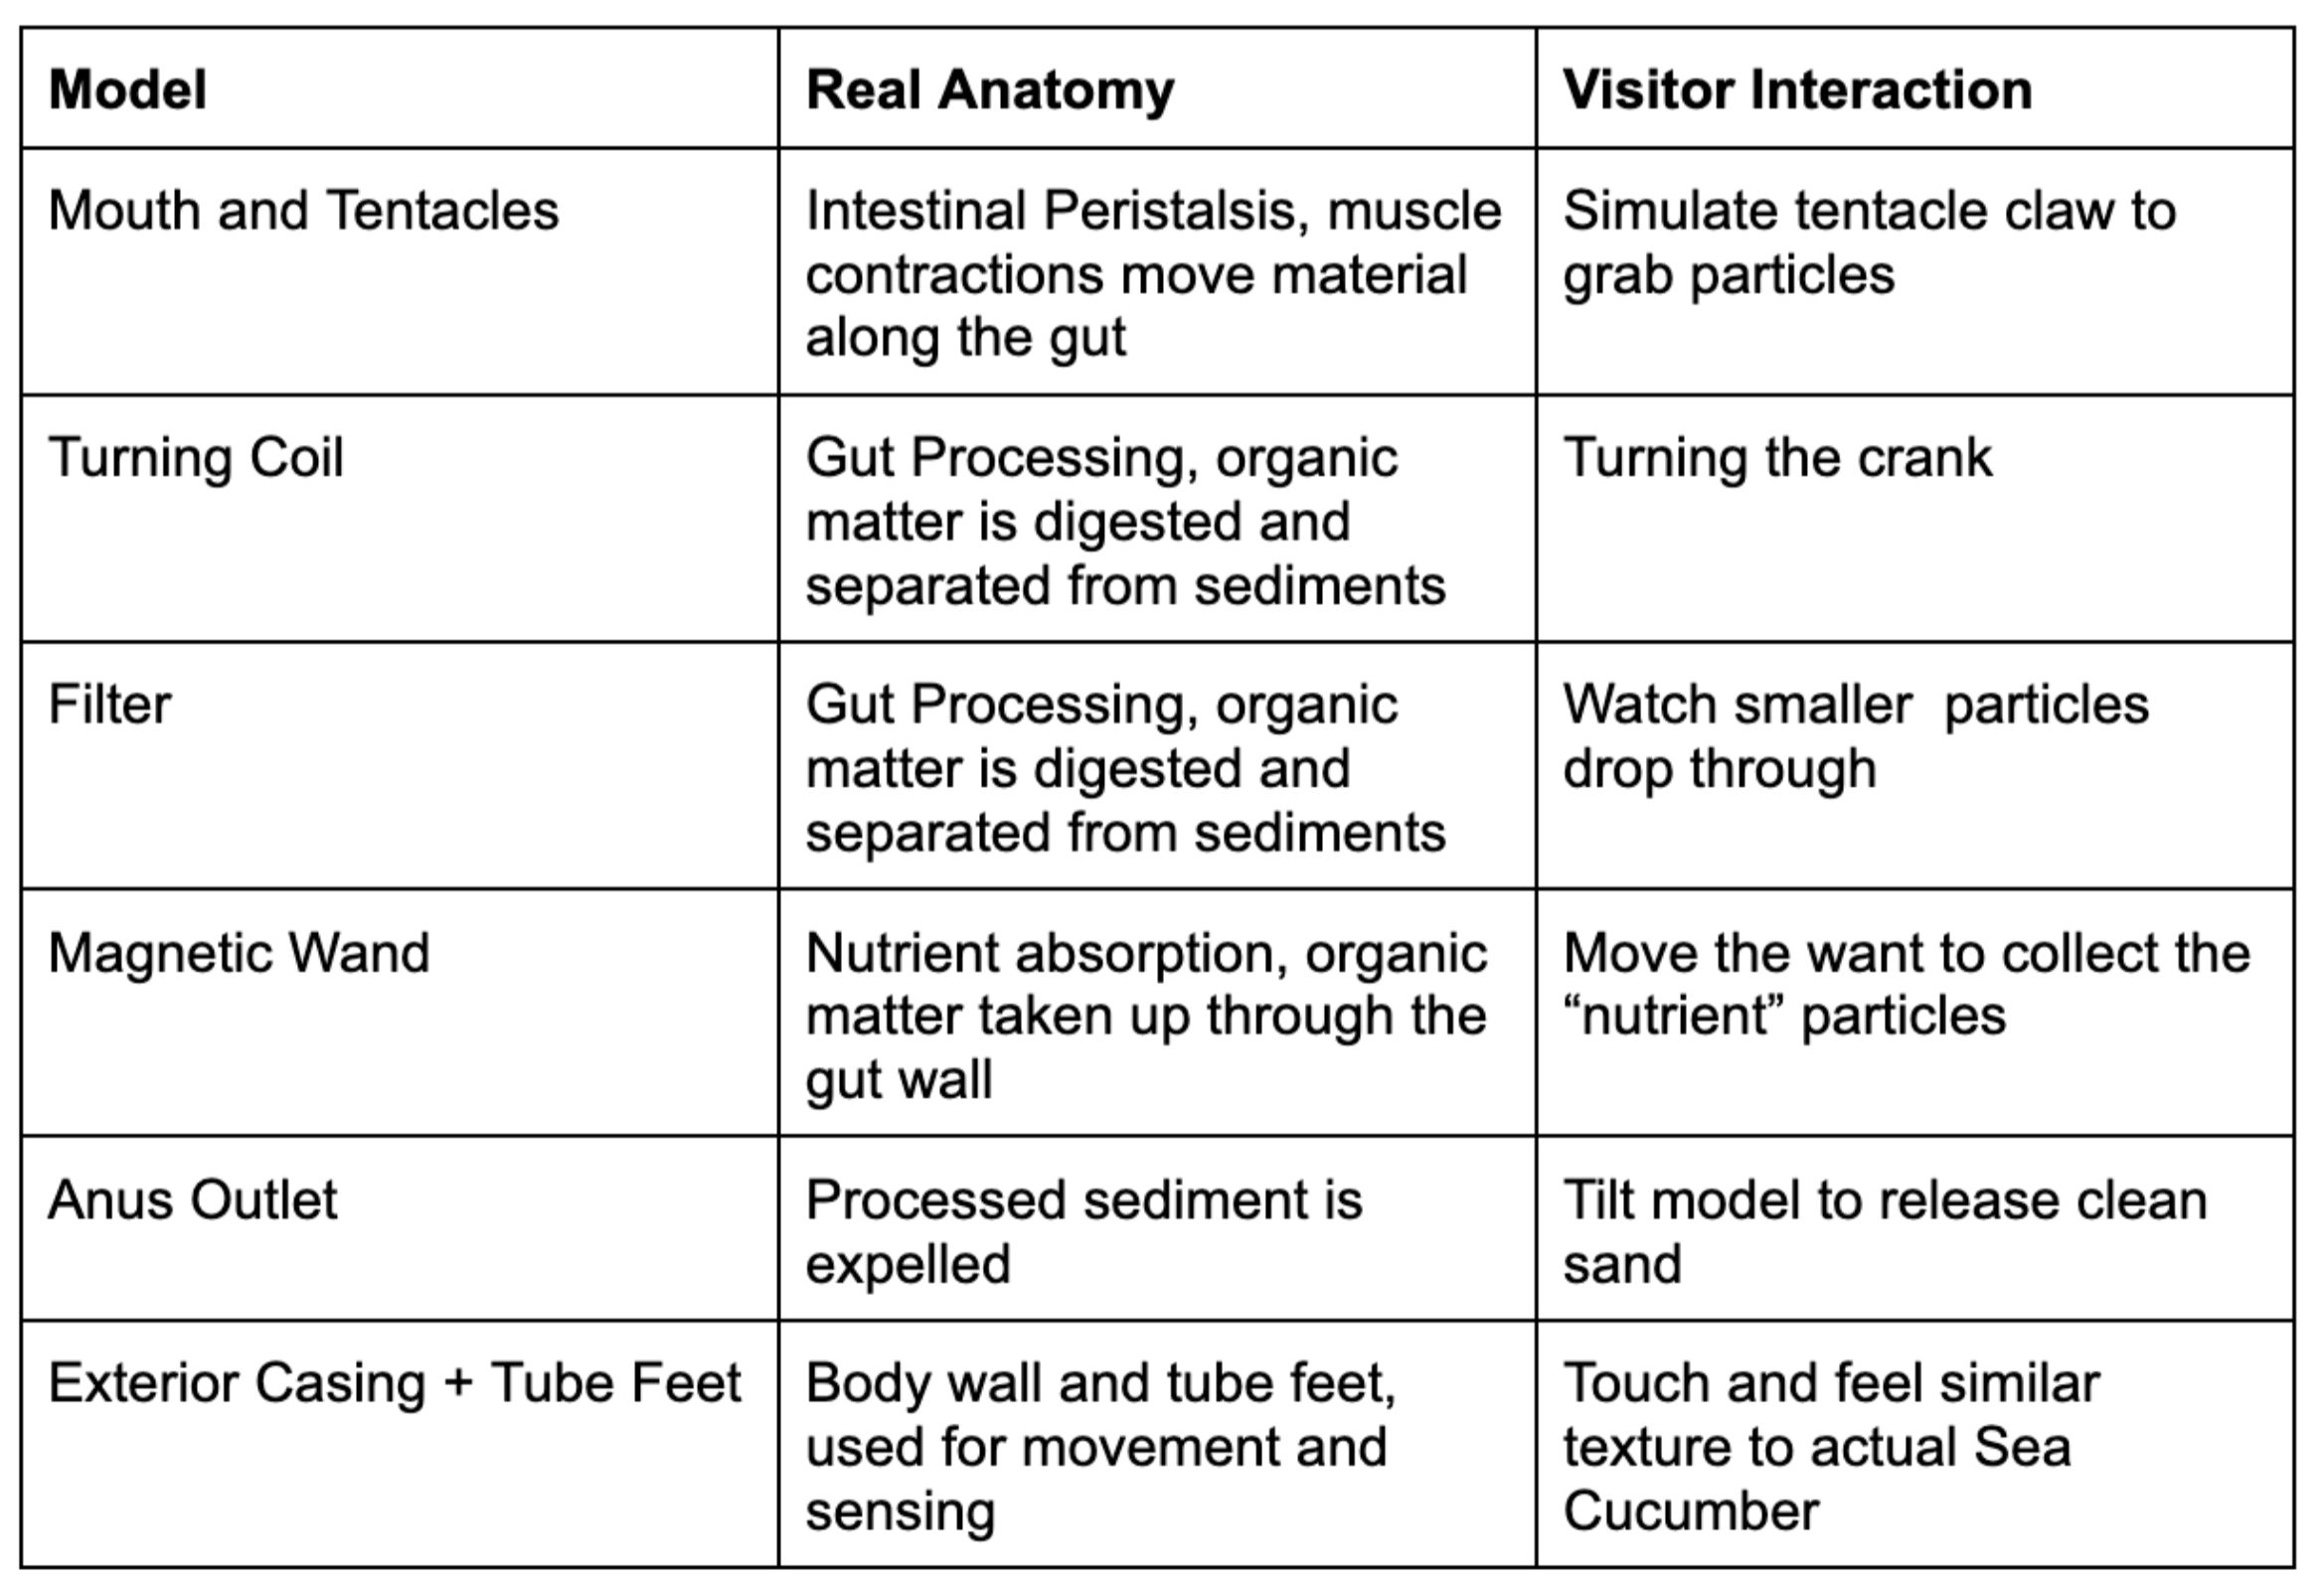 Model
Real Anatomy
Visitor Interaction
Mouth and Tentacles
Intestinal Peristalsis, muscle
contractions move material
along the gut
Simulate tentacle claw to
grab particles
Turning Coil
Gut Processing, organic
matter is digested and
separated from sediments
Turning the crank
Filter
Gut Processing, organic
matter is digested and
separated from sediments
Watch smaller  particles
drop through
Magnetic Wand
Nutrient absorption, organic
matter taken up through the
gut wall
Move the want to collect the
“nutrient” particles
Anus Outlet
Processed sediment is
expelled
Tilt model to release clean
sand
Exterior Casing + Tube Feet
Body wall and tube feet,
used for movement and
sensing
Touch and feel similar
texture to actual Sea
Cucumber